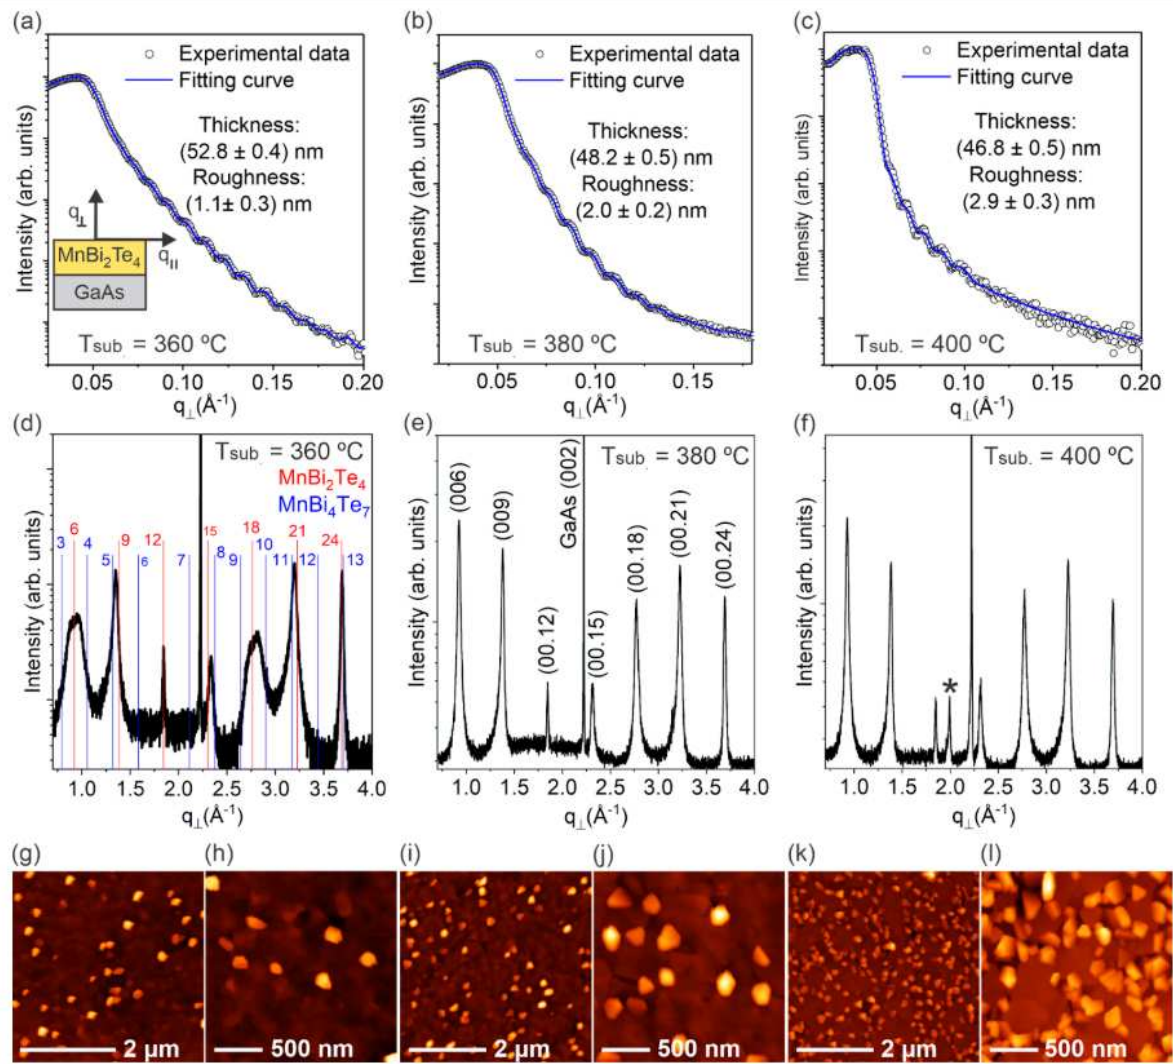 (a)
Experimental data
Fitting curve
Thickness:
(52.8 ± 0.4) nm
Roughness:
(1.1± 0.3) nm
q⊥
q||
MnBi₂Te₄
GaAs
Tsub. = 360 ºC
Intensity (arb. units)
0.05 0.10 0.15 0.20
q⊥(Å⁻¹)
(b)
Experimental data
Fitting curve
Thickness:
(48.2 ± 0.5) nm
Roughness:
(2.0 ± 0.2) nm
Tsub. = 380 ºC
Intensity (arb. units)
0.05 0.10 0.15
q⊥(Å⁻¹)
(c)
Experimental data
Fitting curve
Thickness:
(46.8 ± 0.5) nm
Roughness:
(2.9 ± 0.3) nm
Tsub. = 400 ºC
Intensity (arb. units)
0.05 0.10 0.15 0.20
q⊥(Å⁻¹)
(d)
Tsub. = 360 ºC
MnBi₂Te₄
MnBi₄Te₇
6 9 12 15 18 21 24
3 4 5 6 7 8 9 10 11 12 13
Intensity (arb. units)
1.0 1.5 2.0 2.5 3.0 3.5 4.0
q⊥(Å⁻¹)
(e)
Tsub. = 380 ºC
(006)
(009)
(00.12)
GaAs (002)
(00.15)
(00.18)
(00.21)
(00.24)
Intensity (arb. units)
1.0 1.5 2.0 2.5 3.0 3.5 4.0
q⊥(Å⁻¹)
(f)
Tsub. = 400 ºC
*
Intensity (arb. units)
1.0 1.5 2.0 2.5 3.0 3.5 4.0
q⊥(Å⁻¹)
(g)
2 µm
(h)
500 nm
(i)
2 µm
(j)
500 nm
(k)
2 µm
(l)
500 nm